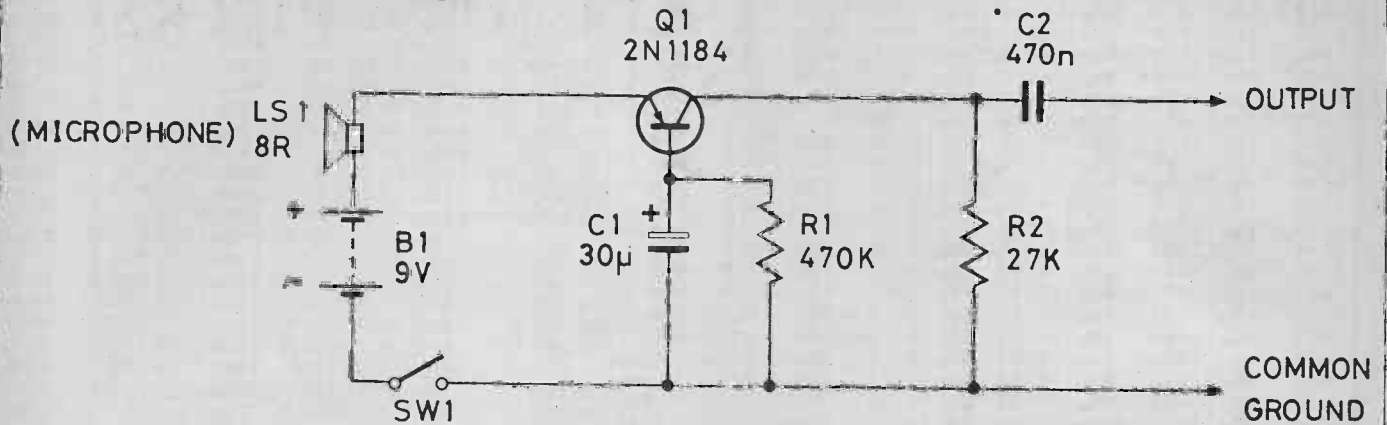 Q1
2N1184
C2
470n
LS1
8R
(MICROPHONE)
OUTPUT
+
B1
9V
-
C1
30µ
+
R1
470K
R2
27K
SW1
COMMON
GROUND